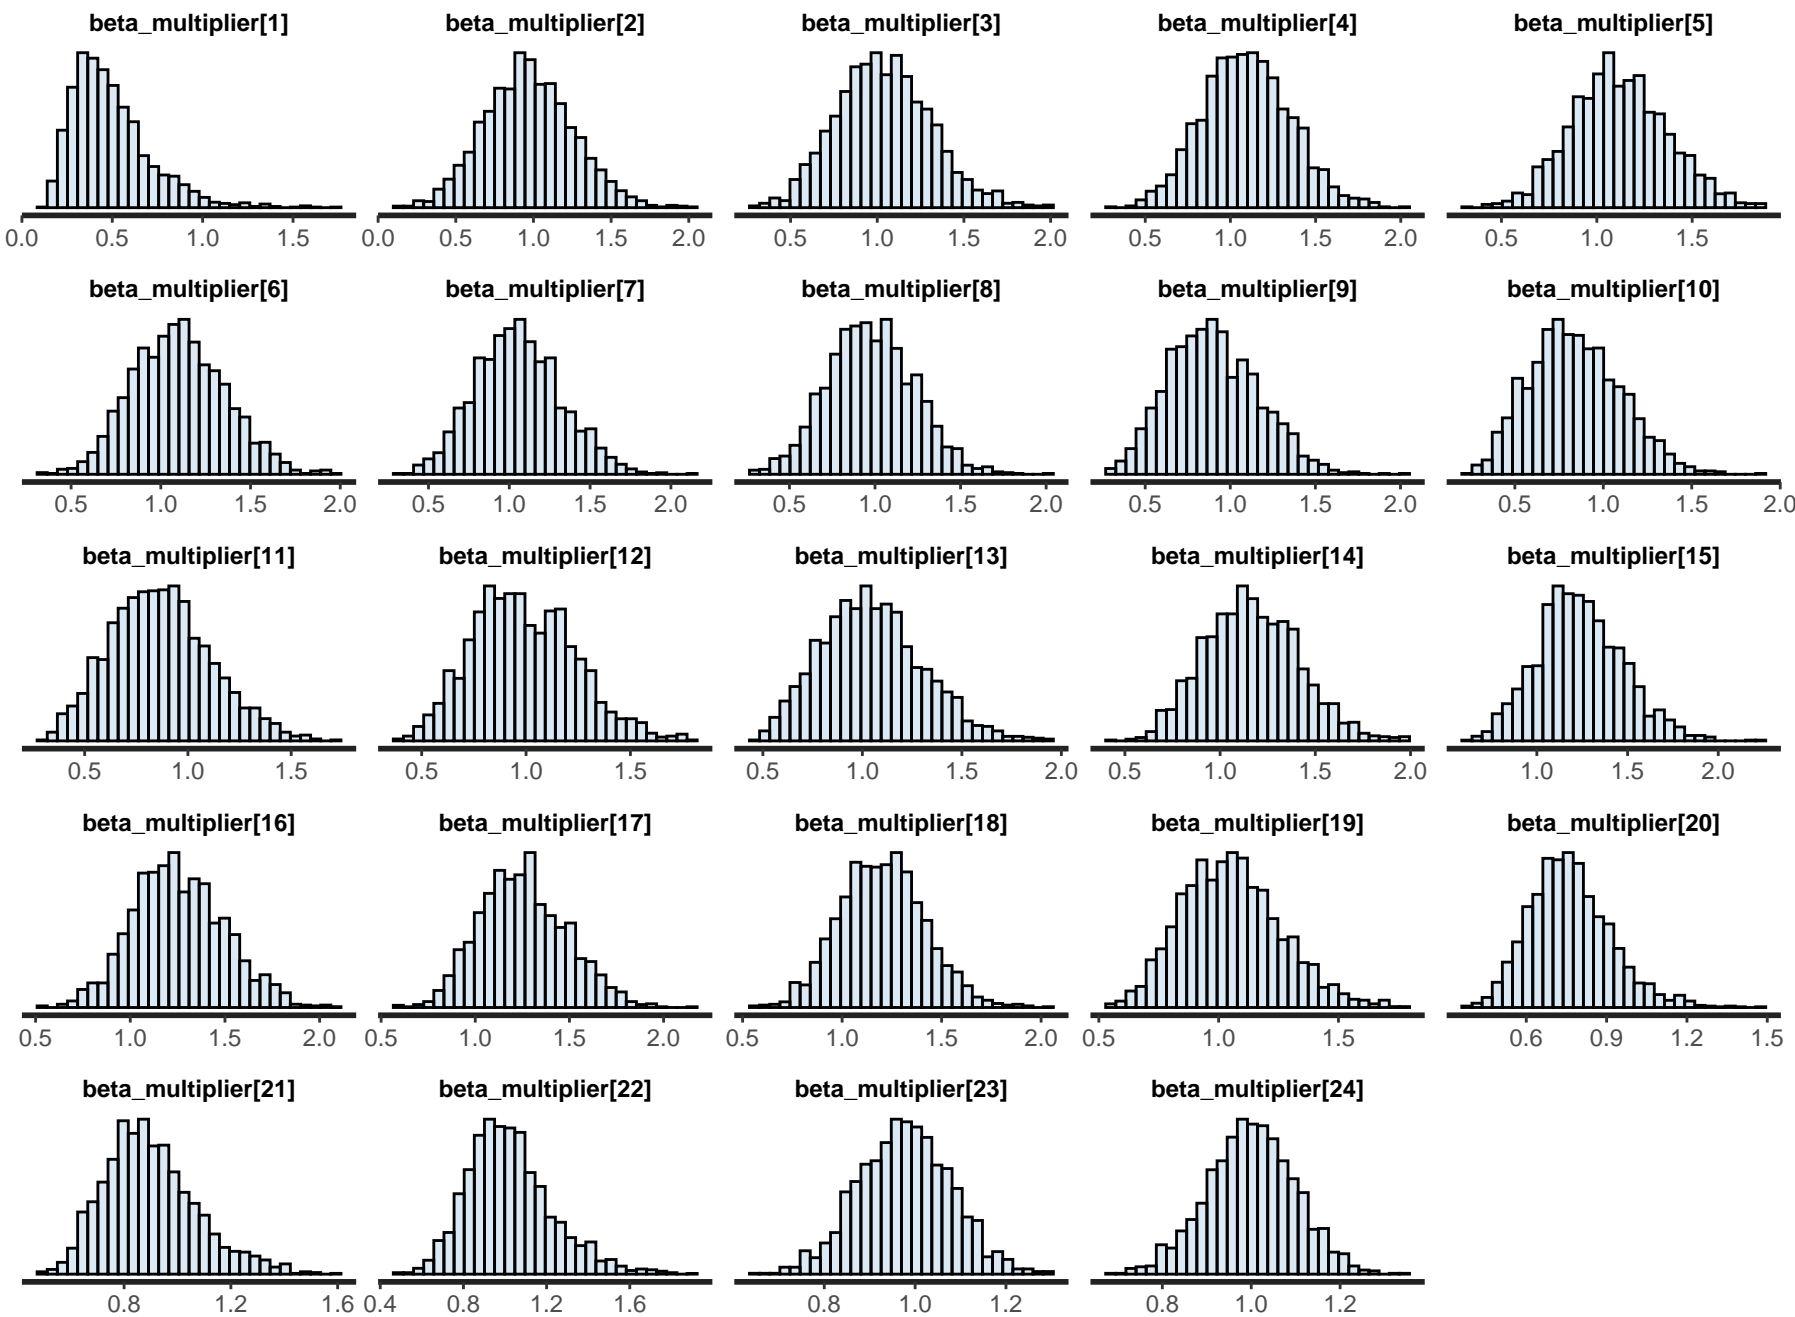 beta_multiplier[1] beta_multiplier[2] beta_multiplier[3] beta_multiplier[4] beta_multiplier[5]
0.0 0.5 1.0 1.5 0.0 0.5 1.0 1.5 2.0 0.5 1.0 1.5 2.0 0.5 1.0 1.5 2.0 0.5 1.0 1.5
beta_multiplier[6] beta_multiplier[7] beta_multiplier[8] beta_multiplier[9] beta_multiplier[10]
0.5 1.0 1.5 2.0 0.5 1.0 1.5 2.0 0.5 1.0 1.5 2.0 0.5 1.0 1.5 2.0 0.5 1.0 1.5 2.0
beta_multiplier[11] beta_multiplier[12] beta_multiplier[13] beta_multiplier[14] beta_multiplier[15]
0.5 1.0 1.5 0.5 1.0 1.5 0.5 1.0 1.5 2.0 0.5 1.0 1.5 2.0 1.0 1.5 2.0
beta_multiplier[16] beta_multiplier[17] beta_multiplier[18] beta_multiplier[19] beta_multiplier[20]
0.5 1.0 1.5 2.0 0.5 1.0 1.5 2.0 0.5 1.0 1.5 2.0 0.5 1.0 1.5 0.6 0.9 1.2 1.5
beta_multiplier[21] beta_multiplier[22] beta_multiplier[23] beta_multiplier[24]
0.8 1.2 1.6 0.4 0.8 1.2 1.6 0.8 1.0 1.2 0.8 1.0 1.2